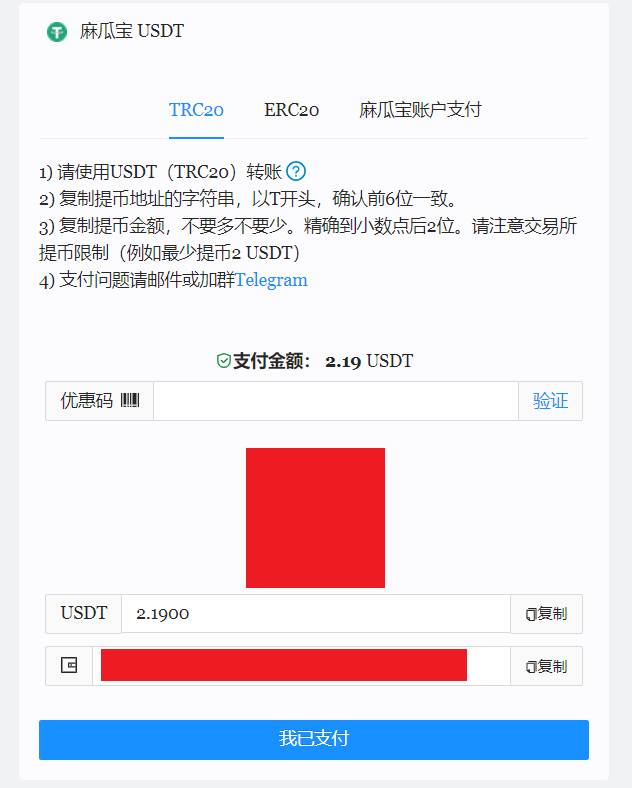 麻瓜宝 USDT
TRC20 ERC20 麻瓜宝账户支付
1) 请使用USDT（TRC20）转账 ?
2) 复制提币地址的字符串，以T开头，确认前6位一致。
3) 复制提币金额，不要多不要少。精确到小数点后2位。请注意交易所
提币限制（例如最少提币2 USDT）
4) 支付问题请邮件或加群Telegram
支付金额： 2.19 USDT
优惠码 验证
USDT 2.1900 复制
复制
我已支付